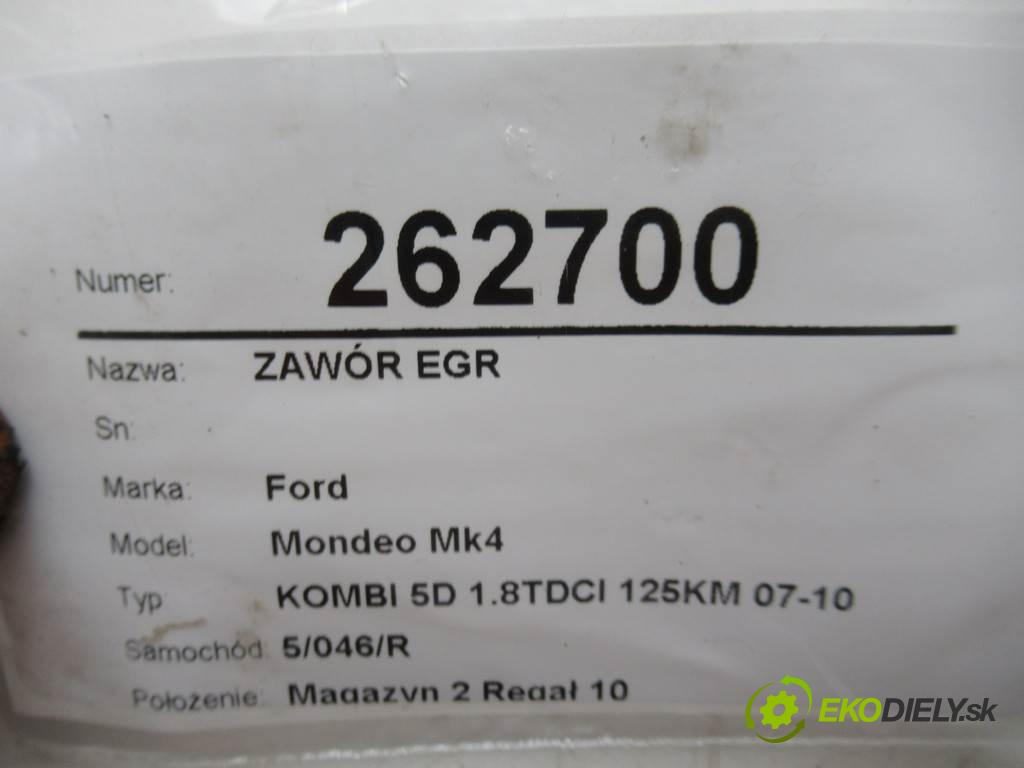 Numer: 262700
Nazwa: ZAWÓR EGR
Sn:
Marka: Ford
Model: Mondeo Mk4
Typ KOMBI 5D 1.8TDCI 125KM 07-10
Samochód 5/046/R
Położenie: Magazyn 2 Regał 10
EKODIELY.sk